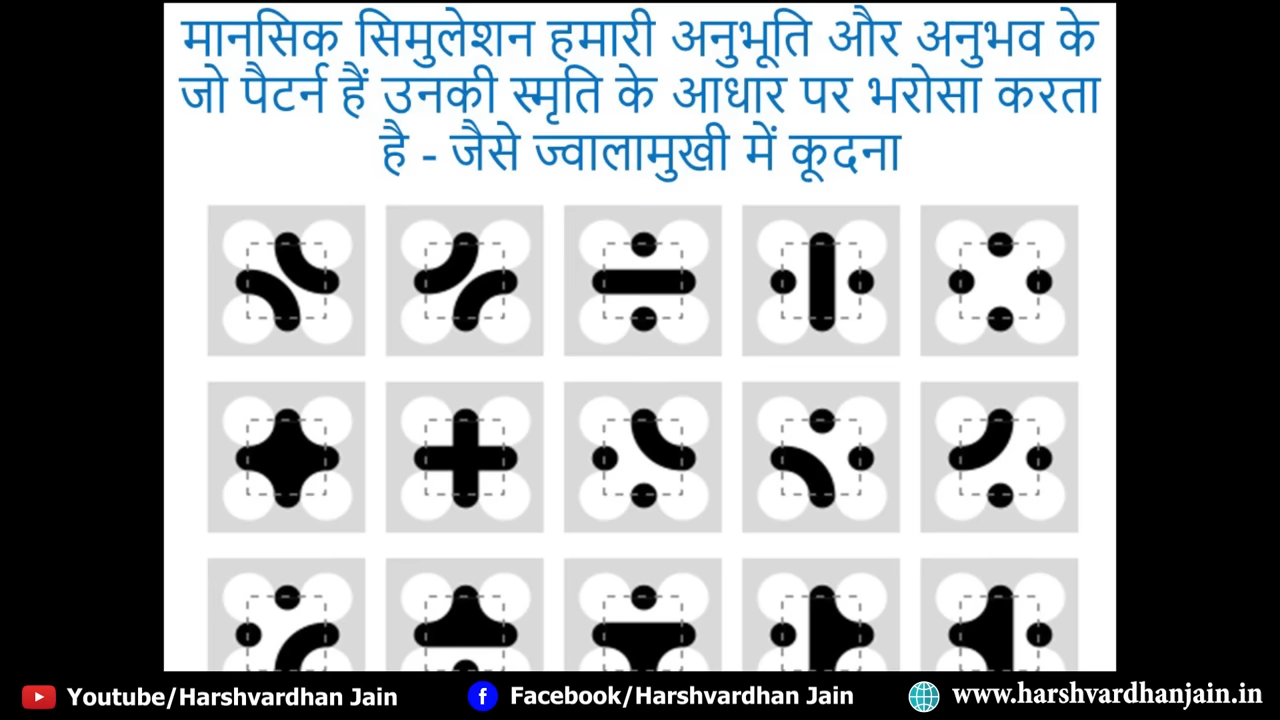 मानसिक सिमुलेशन हमारी अनुभूति और अनुभव के
जो पैटर्न हैं उनकी स्मृति के आधार पर भरोसा करता
है - जैसे ज्वालामुखी में कूदना
Youtube/Harshvardhan Jain
Facebook/Harshvardhan Jain
www.harshvardhanjain.in